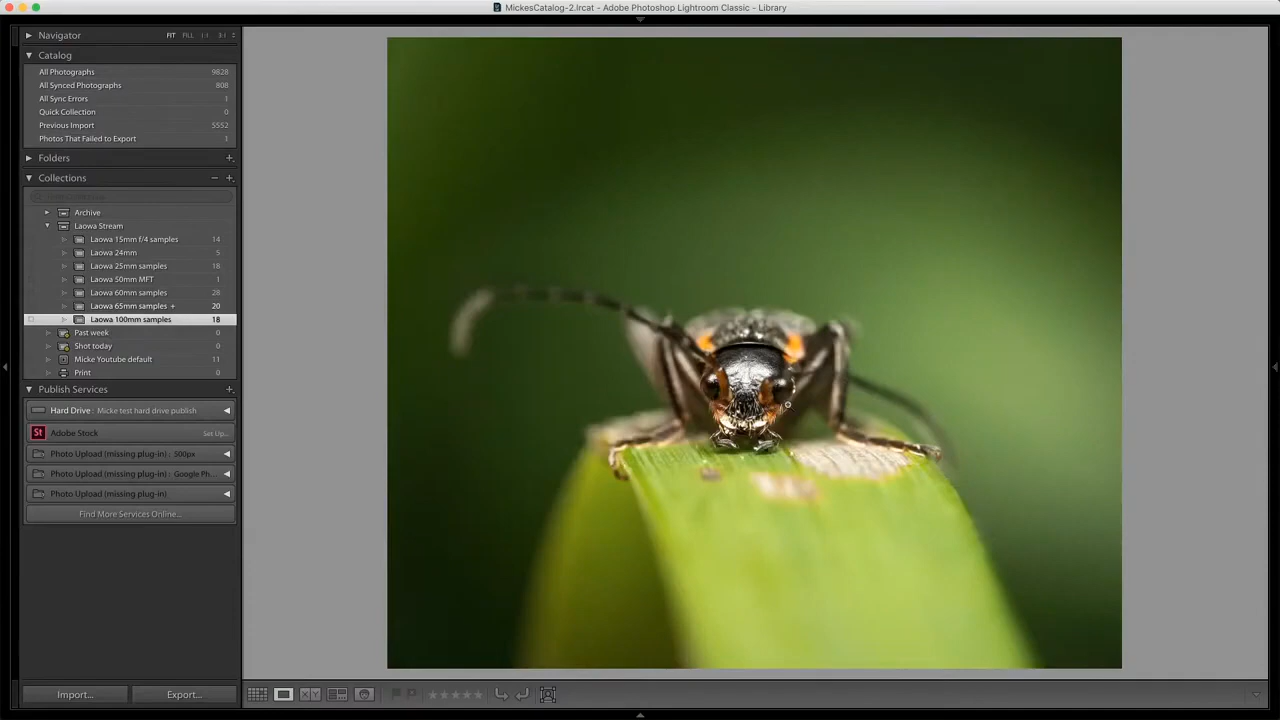 MickesCatalog-2.lrcat - Adobe Photoshop Lightroom Classic - Library
Navigator FIT FILL 1:1 3:1
Catalog
All Photographs 9828
All Synced Photographs 808
All Sync Errors 1
Quick Collection 0
Previous Import 5552
Photos That Failed to Export 1
Folders +
Collections − +
Archive
Laowa Stream
Laowa 15mm f/4 samples 14
Laowa 24mm 5
Laowa 25mm samples 18
Laowa 50mm MFT 1
Laowa 60mm samples 28
Laowa 65mm samples + 20
Laowa 100mm samples 18
Past week 0
Shot today 0
Micke Youtube default 11
Print 0
Publish Services +
Hard Drive : Micke test hard drive publish
St Adobe Stock Set Up...
Photo Upload (missing plug-in) : 500px
Photo Upload (missing plug-in) : Google Ph...
Photo Upload (missing plug-in)
Find More Services Online...
Import... Export... XY